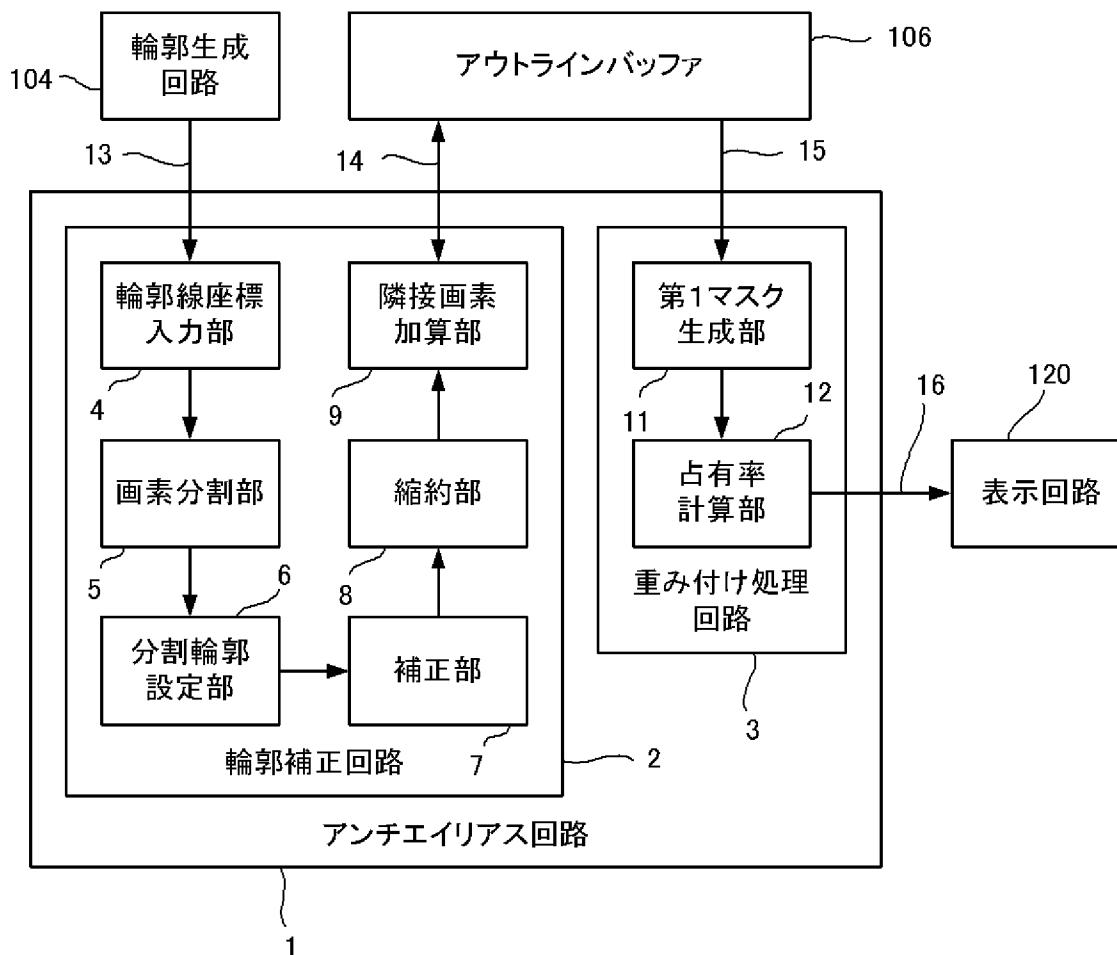 輪郭生成
回路
104
アウトラインバッファ
106
13
14
15
輪郭線座標
入力部
4
隣接画素
加算部
9
第1マスク
生成部
11
12
16
120
画素分割部
5
縮約部
8
占有率
計算部
表示回路
6
分割輪郭
設定部
補正部
7
重み付け処理
回路
3
輪郭補正回路
2
アンチエイリアス回路
1